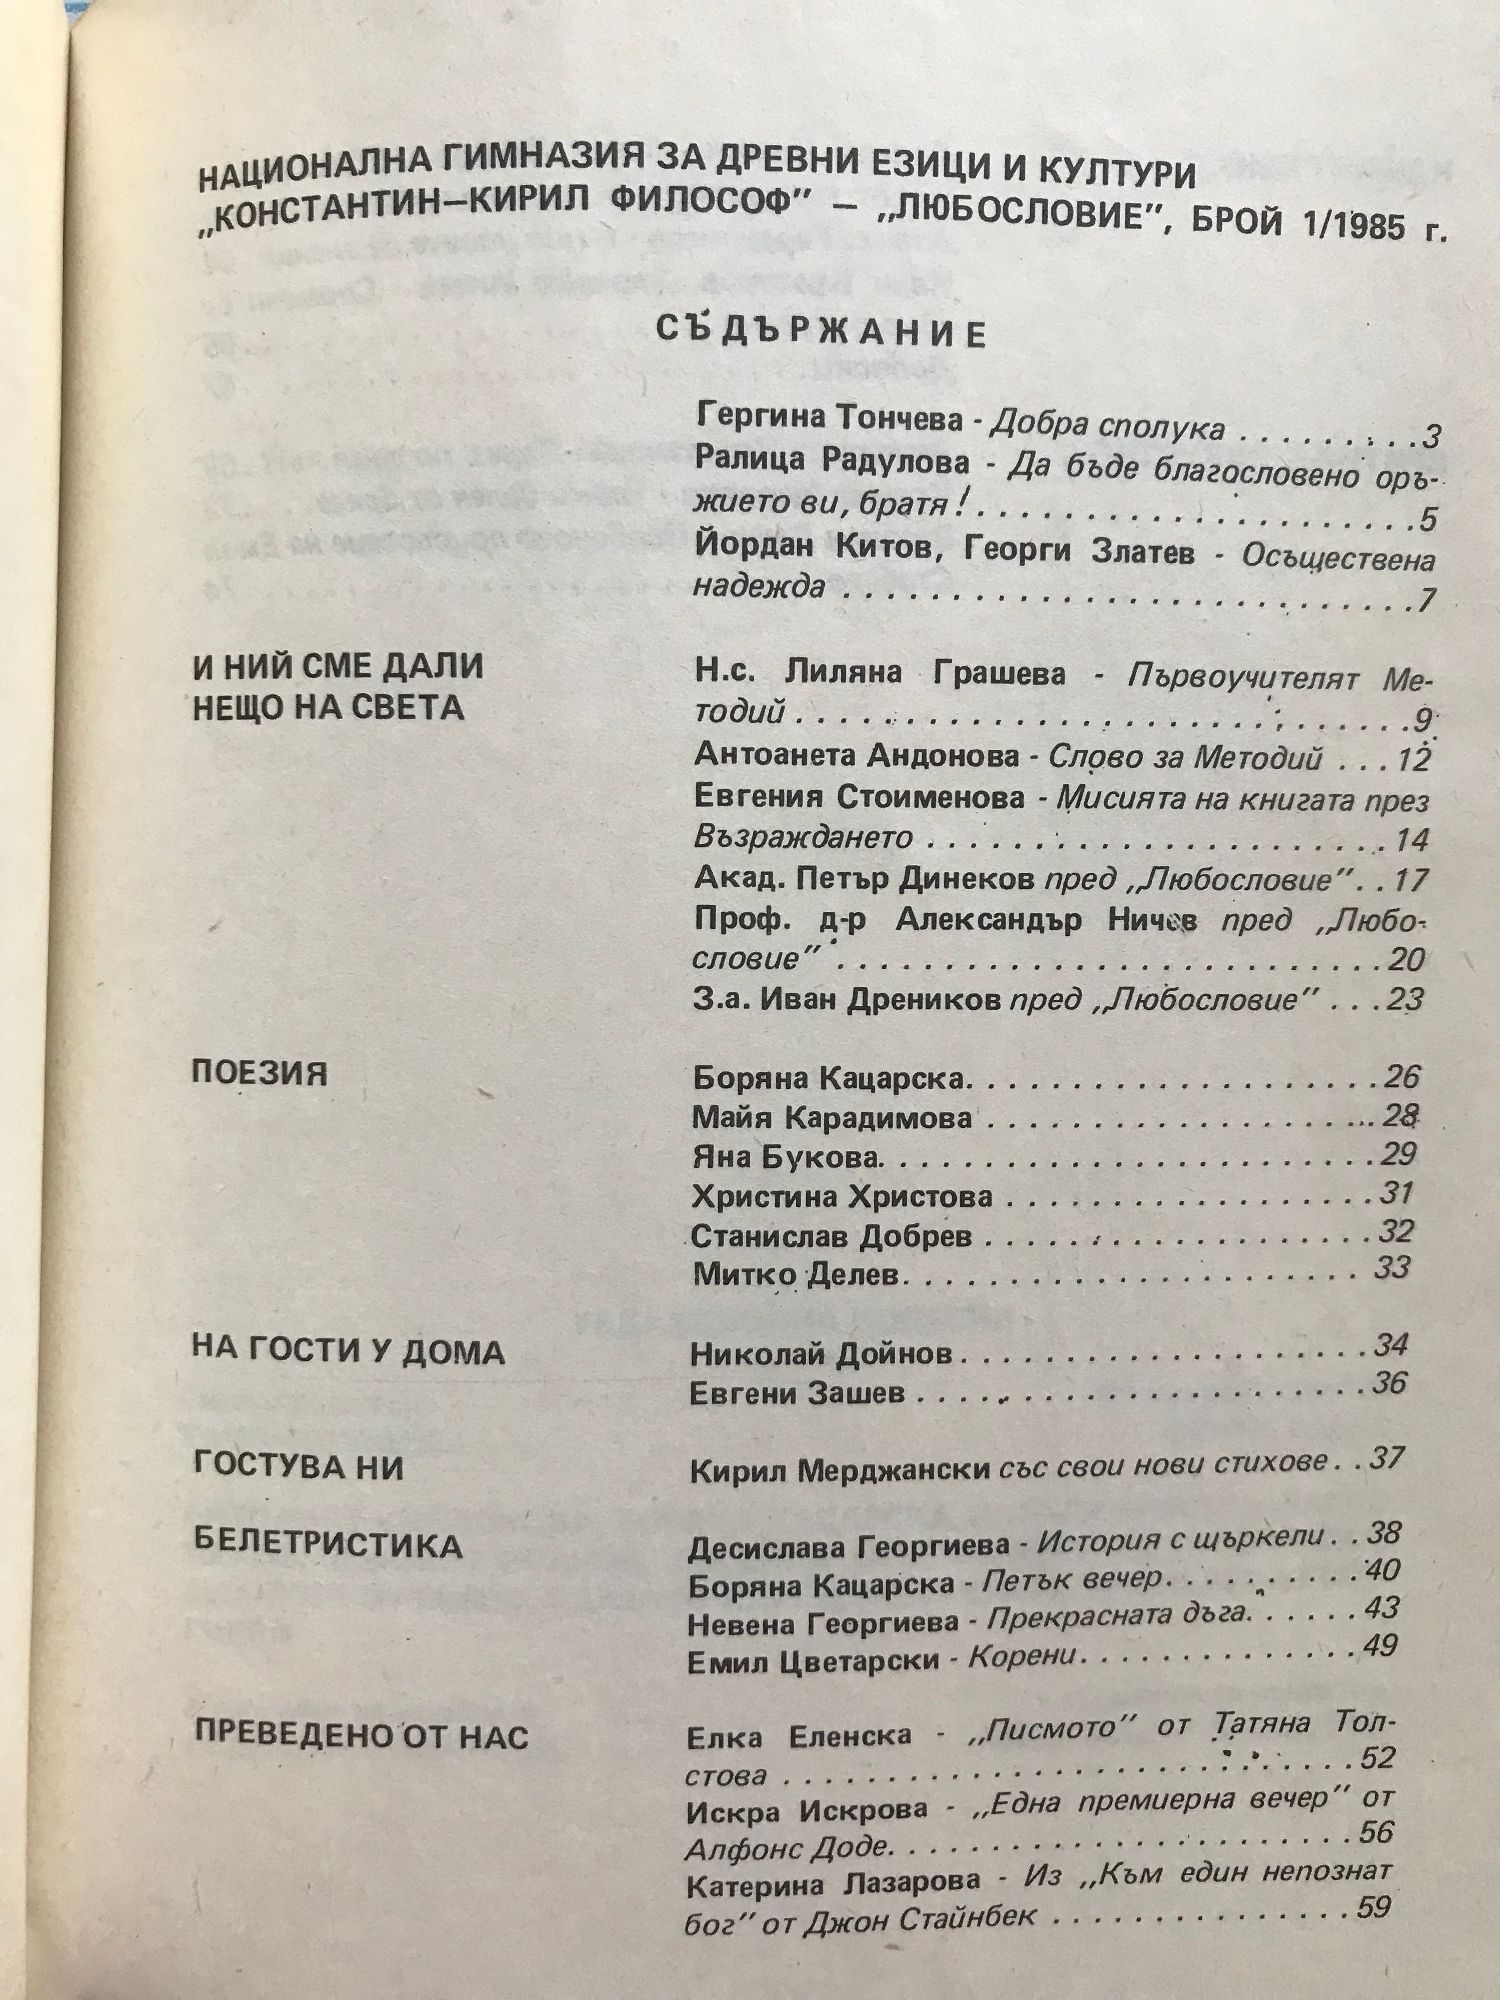 НАЦИОНАЛНА ГИМНАЗИЯ ЗА ДРЕВНИ ЕЗИЦИ И КУЛТУРИ
„КОНСТАНТИН–КИРИЛ ФИЛОСОФ” – „ЛЮБОСЛОВИЕ”, БРОЙ 1/1985 г.
СЪДЪРЖАНИЕ
Гергина Тончева - Добра сполука . . . . . . . . . 3
Ралица Радулова - Да бъде благословено оръ-
жието ви, братя! . . . . . . . . . . . . . . . . . . . . . . . 5
Йордан Китов, Георги Златев - Осъществена
надежда . . . . . . . . . . . . . . . . . . . . . . . . . . . . 7
И НИЙ СМЕ ДАЛИ
НЕЩО НА СВЕТА
Н.с. Лиляна Грашева - Първоучителят Ме-
тодий . . . . . . . . . . . . . . . . . . . . . . . . . . . . . . 9
Антоанета Андонова - Слово за Методий . . . 12
Евгения Стоименова - Мисията на книгата през
Възраждането . . . . . . . . . . . . . . . . . . . . . . . 14
Акад. Петър Динеков пред „Любословие” . . 17
Проф. д-р Александър Ничев пред „Любо-
словие” . . . . . . . . . . . . . . . . . . . . . . . . . . . 20
З.а. Иван Дреников пред „Любословие” . . . 23
ПОЕЗИЯ
Боряна Кацарска . . . . . . . . . . . . . . . . . . . . 26
Майя Карадимова . . . . . . . . . . . . . . . . . . . 28
Яна Букова . . . . . . . . . . . . . . . . . . . . . . . . 29
Христина Христова . . . . . . . . . . . . . . . . . . 31
Станислав Добрев . . . . . . . . . . . . . . . . . . . 32
Митко Делев . . . . . . . . . . . . . . . . . . . . . . . 33
НА ГОСТИ У ДОМА
Николай Дойнов . . . . . . . . . . . . . . . . . . . . 34
Евгени Зашев . . . . . . . . . . . . . . . . . . . . . . 36
ГОСТУВА НИ
Кирил Мерджански със свои нови стихове . . 37
БЕЛЕТРИСТИКА
Десислава Георгиева - История с щъркели . . 38
Боряна Кацарска - Петък вечер . . . . . . . . . . 40
Невена Георгиева - Прекрасната дъга . . . . . . 43
Емил Цветарски - Корени . . . . . . . . . . . . . . 49
ПРЕВЕДЕНО ОТ НАС
Елка Еленска - „Писмото” от Татяна Тол-
стова . . . . . . . . . . . . . . . . . . . . . . . . . . . . 52
Искра Искрова - „Една премиерна вечер” от
Алфонс Доде . . . . . . . . . . . . . . . . . . . . . . . 56
Катерина Лазарова - Из „Към един непознат
бог” от Джон Стайнбек . . . . . . . . . . . . . . . 59